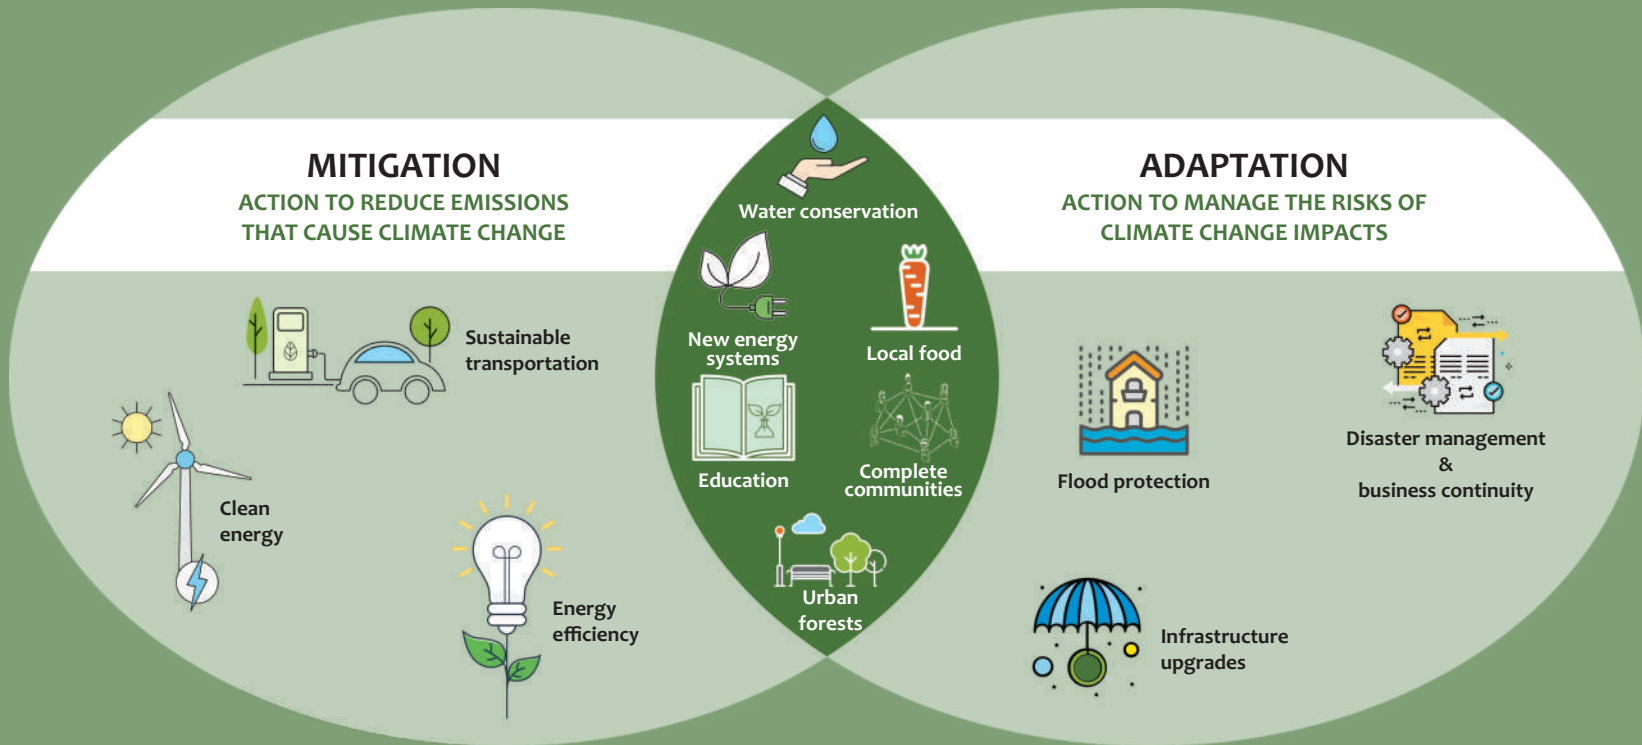 MITIGATION
ACTION TO REDUCE EMISSIONS
THAT CAUSE CLIMATE CHANGE
Sustainable
transportation
Clean
energy
Energy
efficiency
Water conservation
New energy
systems
Local food
Education
Complete
communities
Urban
forests
ADAPTATION
ACTION TO MANAGE THE RISKS OF
CLIMATE CHANGE IMPACTS
Flood protection
Disaster management
&
business continuity
Infrastructure
upgrades